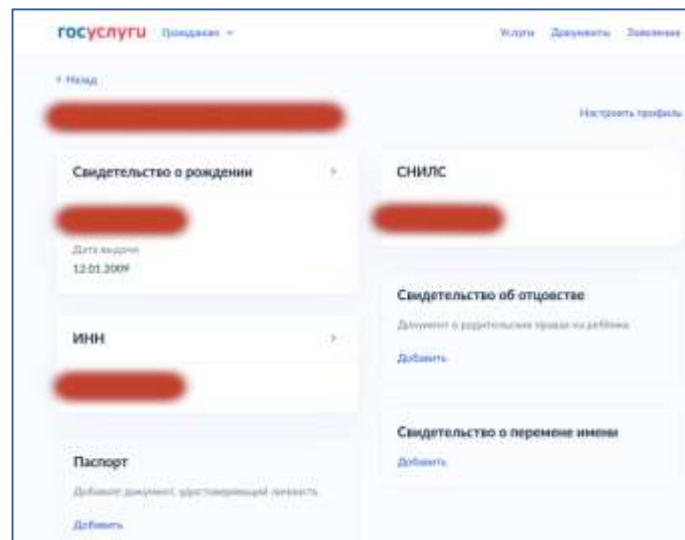 госуслуги Гражданам Услуги Документы Заявления
Назад
Настроить профиль
Свидетельство о рождении
Дата выдачи
12.01.2009
СНИЛС
Свидетельство об отцовстве
Документ о родительских правах на ребёнка
Добавить
ИНН
Свидетельство о перемене имени
Добавить
Паспорт
Добавьте документ, удостоверяющий личность
Добавить